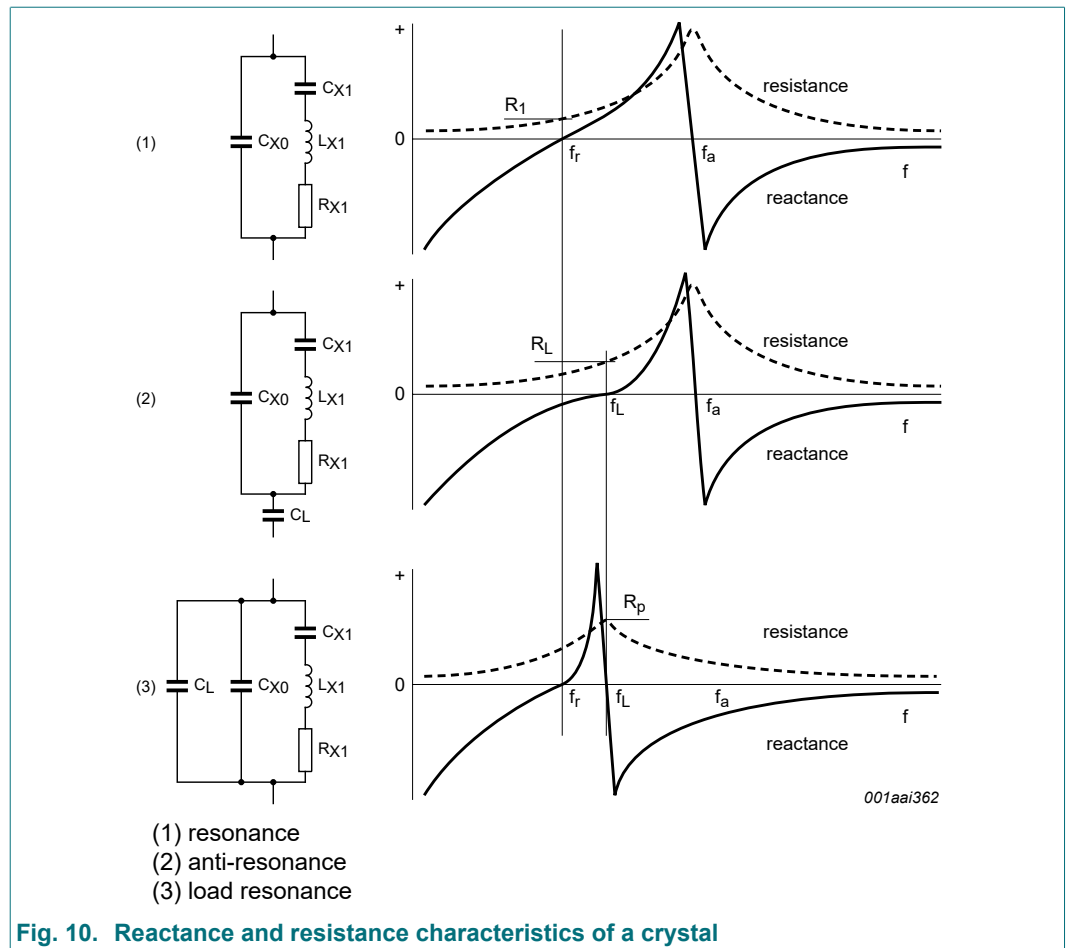 +
R1
0
fr
fa
f
resistance
reactance
(1)
CX0
CX1
LX1
RX1
+
RL
0
fL
fa
f
resistance
reactance
(2)
CX0
CX1
LX1
RX1
CL
+
Rp
0
fr
fL
fa
f
resistance
reactance
(3)
CL
CX0
CX1
LX1
RX1
001aai362
(1) resonance
(2) anti-resonance
(3) load resonance
Fig. 10. Reactance and resistance characteristics of a crystal